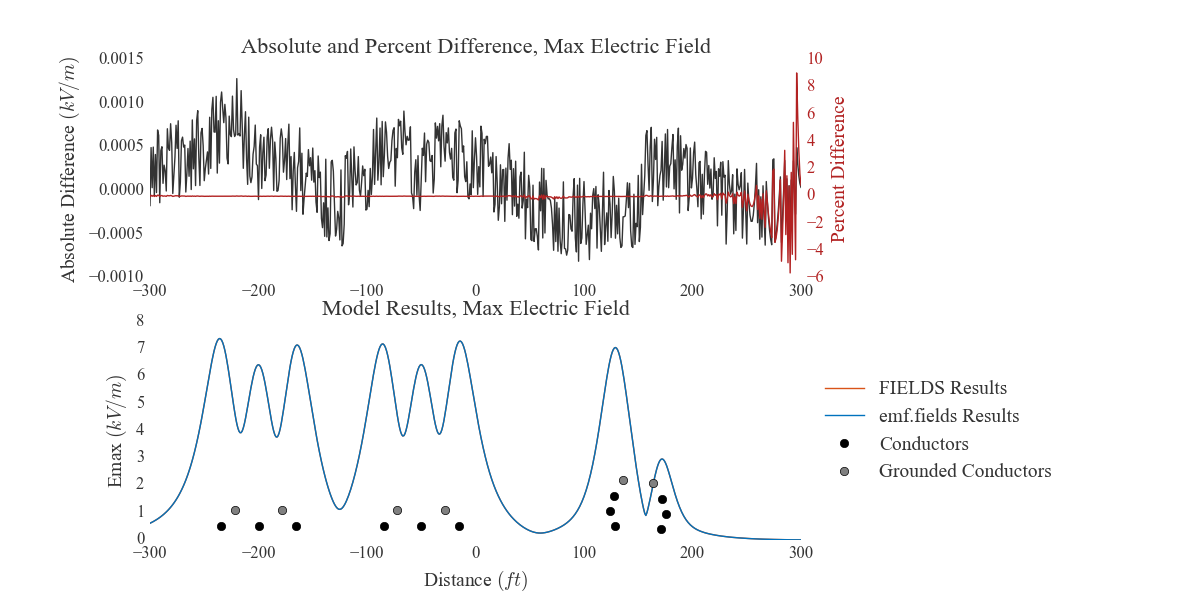 Absolute and Percent Difference, Max Electric Field
0.0015
0.0010
0.0005
0.0000
−0.0005
−0.0010
Absolute Difference (kV/m)
10
8
6
4
2
0
−2
−4
−6
Percent Difference
−300 −200 −100 0 100 200 300
Model Results, Max Electric Field
8
7
6
5
4
3
2
1
0
Emax (kV/m)
−300 −200 −100 0 100 200 300
Distance (ft)
FIELDS Results
emf.fields Results
Conductors
Grounded Conductors